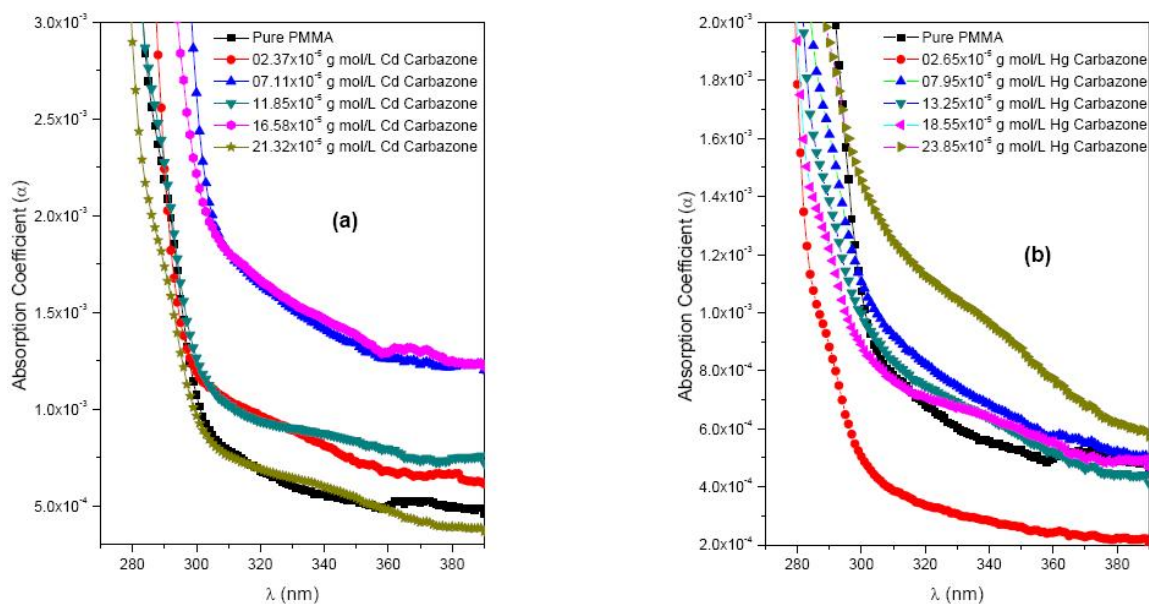 3.0x10⁻³
2.5x10⁻³
2.0x10⁻³
1.5x10⁻³
1.0x10⁻³
5.0x10⁻⁴
Absorption Coefficient (α)
Pure PMMA
02.37x10⁻⁵ g mol/L Cd Carbazone
07.11x10⁻⁵ g mol/L Cd Carbazone
11.85x10⁻⁵ g mol/L Cd Carbazone
16.58x10⁻⁵ g mol/L Cd Carbazone
21.32x10⁻⁵ g mol/L Cd Carbazone
(a)
280 300 320 340 360 380
λ (nm)
2.0x10⁻³
1.8x10⁻³
1.6x10⁻³
1.4x10⁻³
1.2x10⁻³
1.0x10⁻³
8.0x10⁻⁴
6.0x10⁻⁴
4.0x10⁻⁴
2.0x10⁻⁴
Absorption Coefficient (α)
Pure PMMA
02.65x10⁻⁵ g mol/L Hg Carbazone
07.95x10⁻⁵ g mol/L Hg Carbazone
13.25x10⁻⁵ g mol/L Hg Carbazone
18.55x10⁻⁵ g mol/L Hg Carbazone
23.85x10⁻⁵ g mol/L Hg Carbazone
(b)
280 300 320 340 360 380
λ (nm)